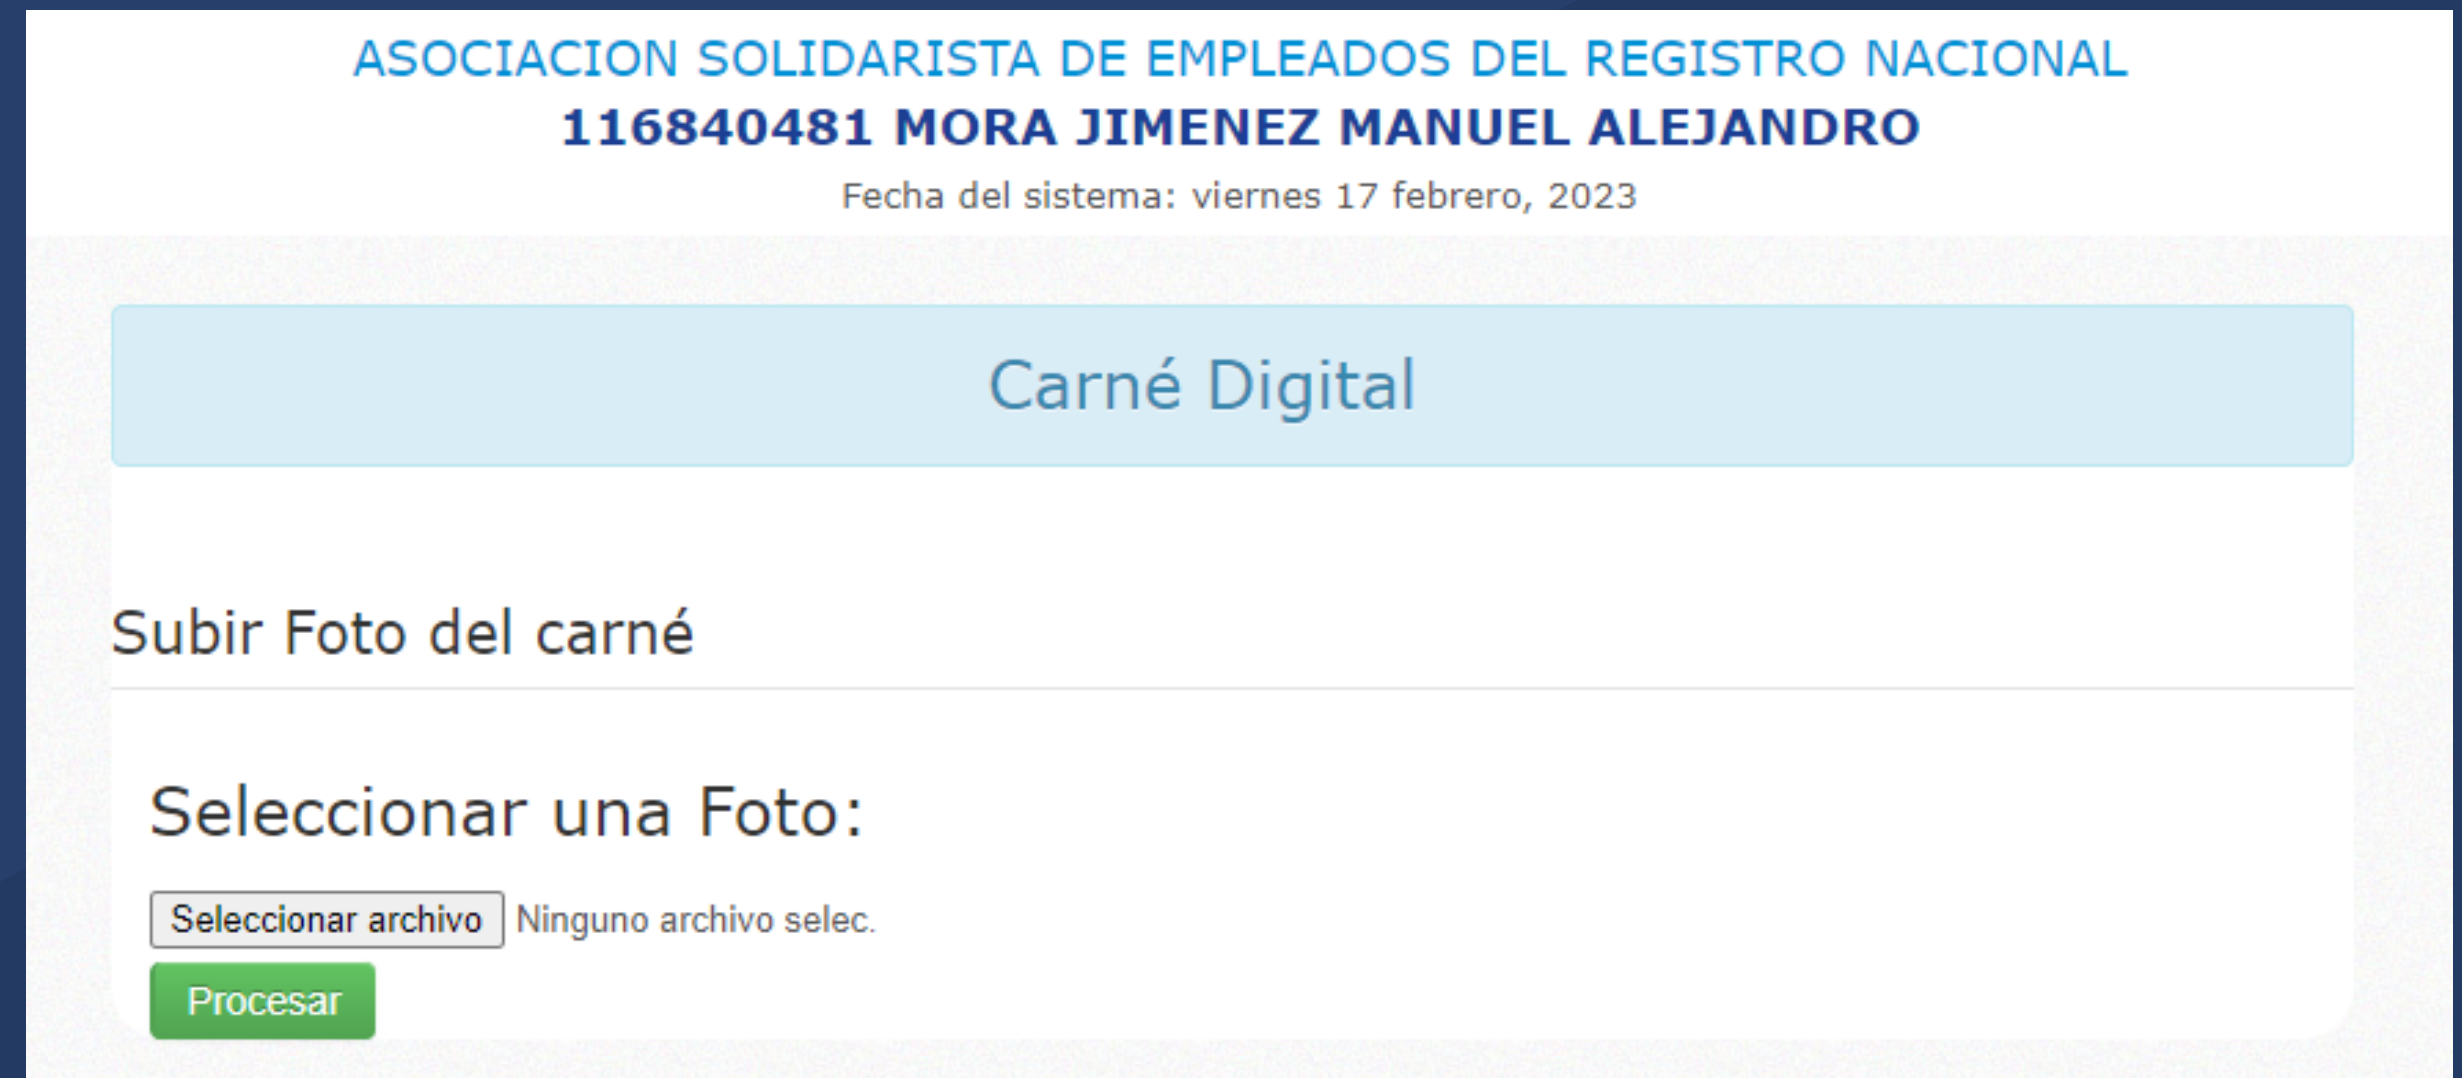 ASOCIACION SOLIDARISTA DE EMPLEADOS DEL REGISTRO NACIONAL
116840481 MORA JIMENEZ MANUEL ALEJANDRO
Fecha del sistema: viernes 17 febrero, 2023
Carné Digital
Subir Foto del carné
Seleccionar una Foto:
Seleccionar archivo Ninguno archivo selec.
Procesar